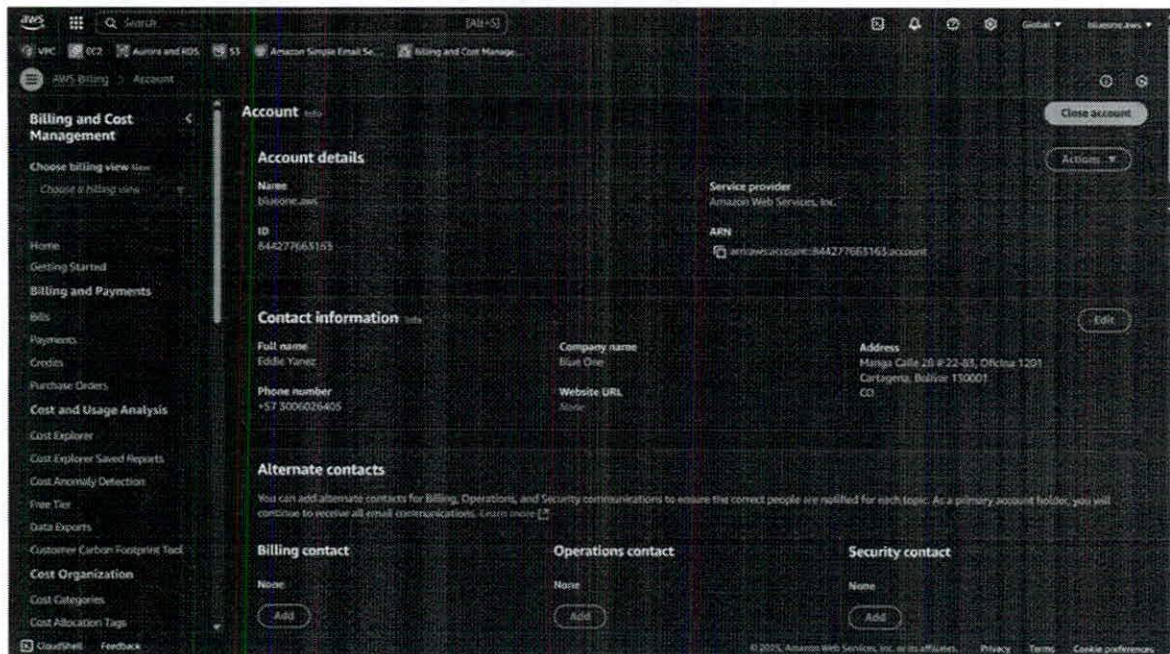 aws
Search
[Alt+S]
Global
blueone.aws
VPC
EC2
Aurora and RDS
S3
Amazon Simple Email Se...
Billing and Cost Manage...
AWS Billing > Account
Billing and Cost
Management
Choose billing view New
Choose a billing view
Home
Getting Started
Billing and Payments
Bills
Payments
Credits
Purchase Orders
Cost and Usage Analysis
Cost Explorer
Cost Explorer Saved Reports
Cost Anomaly Detection
Free Tier
Data Exports
Customer Carbon Footprint Tool
Cost Organization
Cost Categories
Cost Allocation Tags
Account Info
Close account
Account details
Actions
Name
blueone.aws
Service provider
Amazon Web Services, Inc.
ID
844277663163
ARN
arn:aws:account::844277663163:account
Contact information Info
Edit
Full name
Eddie Yanez
Company name
Blue One
Address
Manga Calle 28 # 22-83, Oficina 1201
Cartagena, Bolivar 130001
CO
Phone number
+57 3006026405
Website URL
None
Alternate contacts
You can add alternate contacts for Billing, Operations, and Security communications to ensure the correct people are notified for each topic. As a primary account holder, you will
continue to receive all email communications. Learn more
Billing contact
None
Add
Operations contact
None
Add
Security contact
None
Add
CloudShell
Feedback
© 2025, Amazon Web Services, Inc. or its affiliates.
Privacy
Terms
Cookie preferences